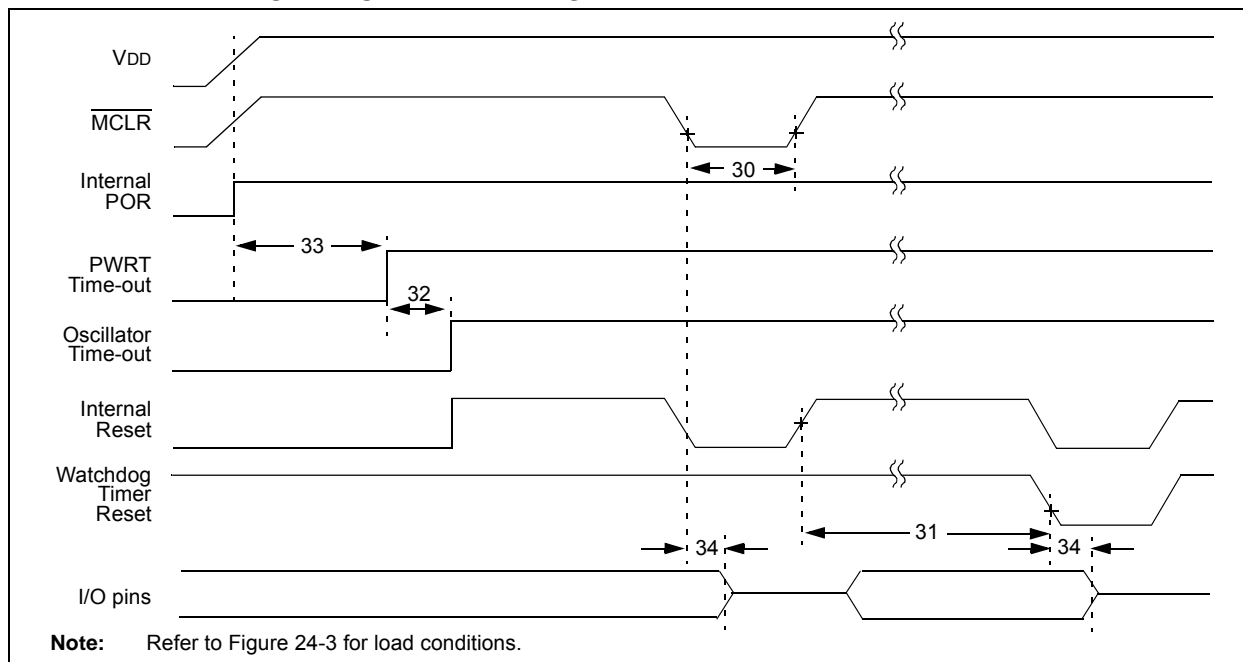 VDD
MCLR
30
Internal
POR
33
PWRT
Time-out
32
Oscillator
Time-out
Internal
Reset
Watchdog
Timer
Reset
31
34
34
I/O pins
Note: Refer to Figure 24-3 for load conditions.